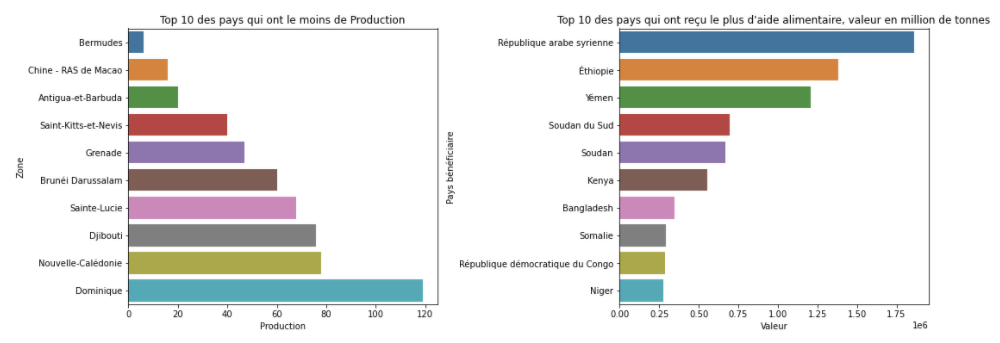 Top 10 des pays qui ont le moins de Production
Zone
Bermudes
Chine - RAS de Macao
Antigua-et-Barbuda
Saint-Kitts-et-Nevis
Grenade
Brunéi Darussalam
Sainte-Lucie
Djibouti
Nouvelle-Calédonie
Dominique
0 20 40 60 80 100 120
Production
Top 10 des pays qui ont reçu le plus d'aide alimentaire, valeur en million de tonnes
Pays bénéficiaire
République arabe syrienne
Éthiopie
Yémen
Soudan du Sud
Soudan
Kenya
Bangladesh
Somalie
République démocratique du Congo
Niger
0.00 0.25 0.50 0.75 1.00 1.25 1.50 1.75
1e6
Valeur